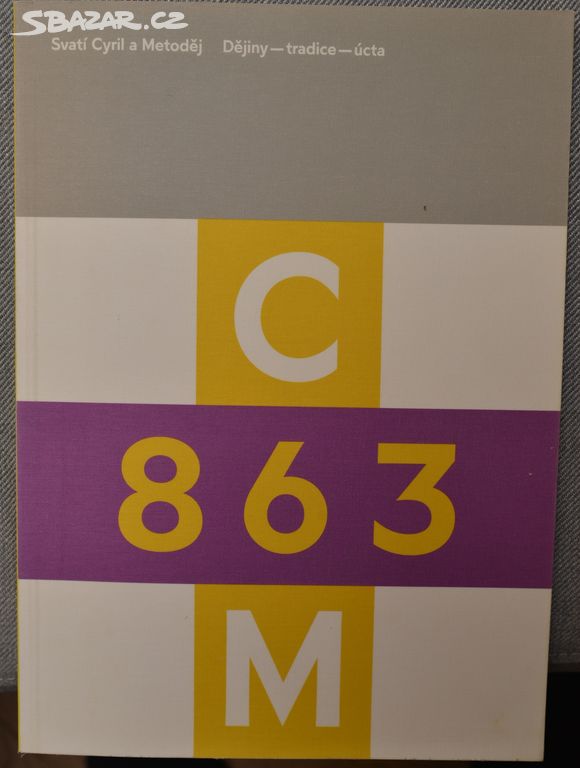 SBAZAR.CZ
Svatí Cyril a Metoděj Dějiny — tradice — úcta
C
863
M